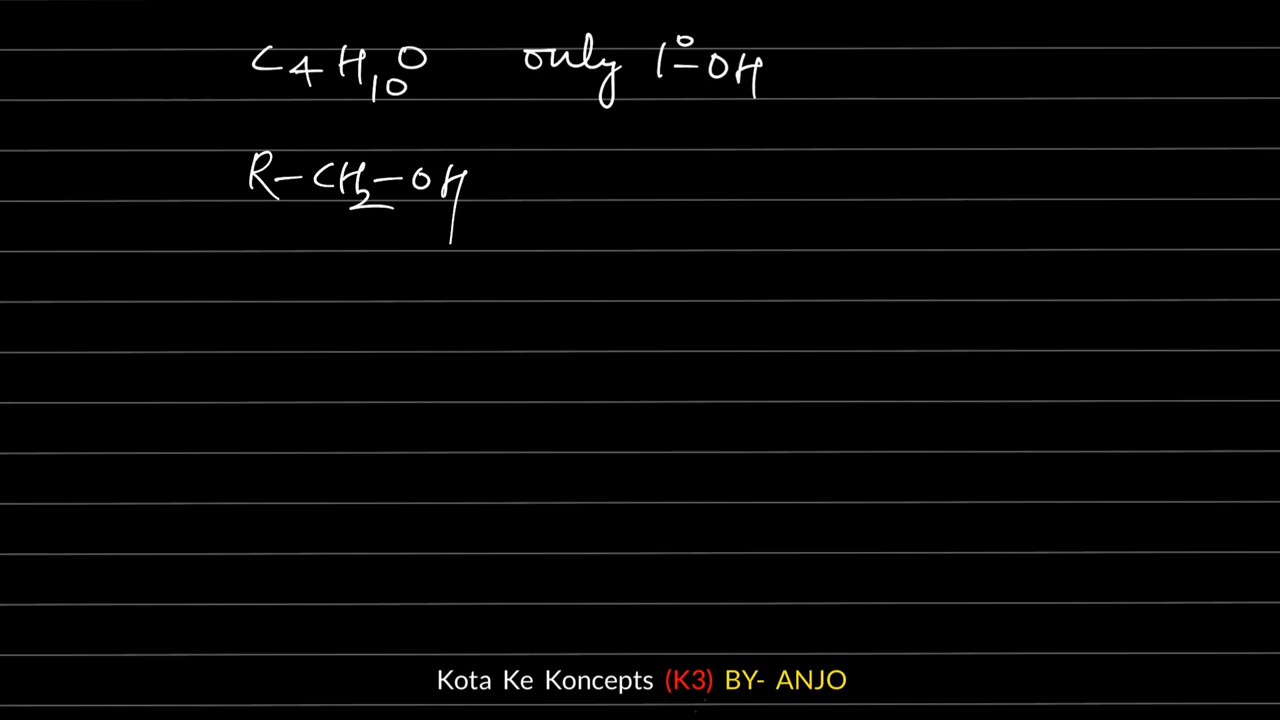 C4H10O only 1°-OH
R-CH2-OH
Kota Ke Koncepts (K3) BY- ANJO